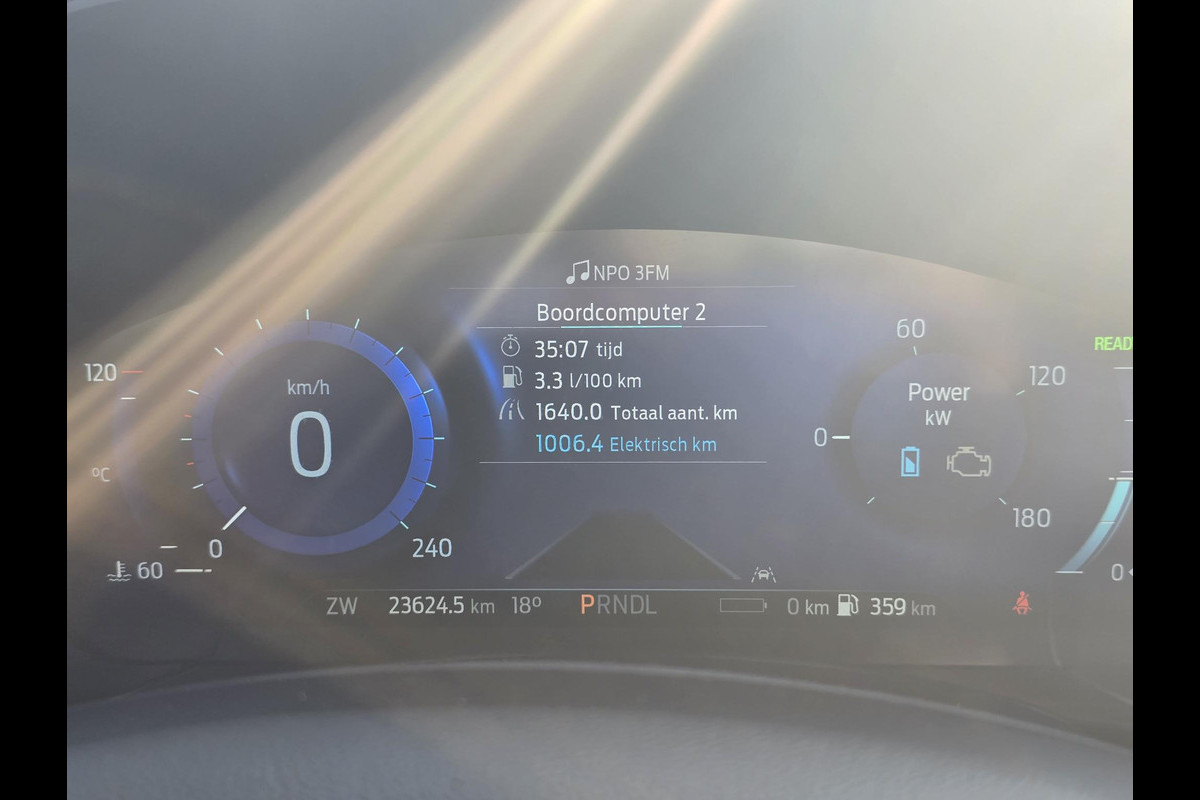 NPO 3FM
Boordcomputer 2
35:07 tijd
3.3 l/100 km
1640.0 Totaal aant. km
1006.4 Elektrisch km
120
ºC
60
km/h
0
0
240
60
Power
kW
0
120
180
READ
0
ZW 23624.5 km 18º PRNDL 0 km 359 km